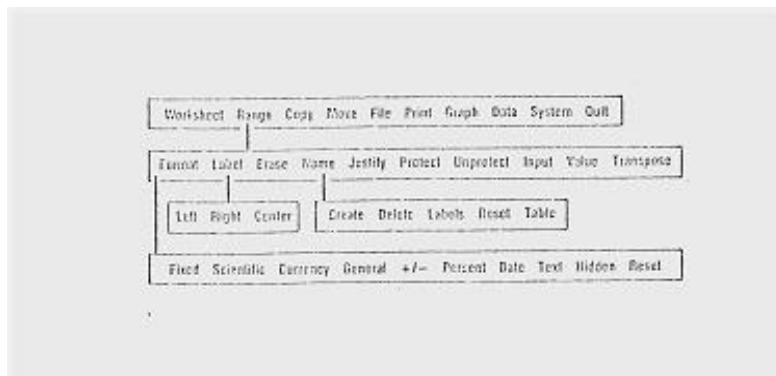 Worksheet Range Copy Move File Print Graph Data System Quit
Format Label Erase Name Justify Protect Unprotect Input Value Transpose
Left Right Center Create Delete Labels Reset Table
Fixed Scientific Currency General +/- Percent Date Text Hidden Reset